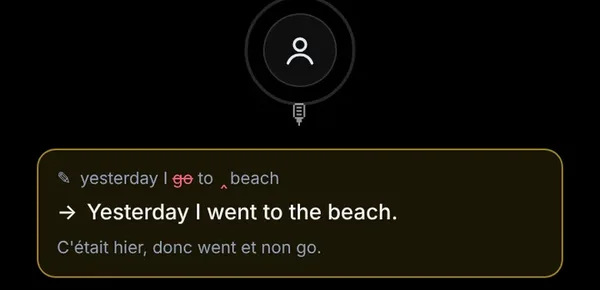 ✎ yesterday I go to ‸beach
→ Yesterday I went to the beach.
C'était hier, donc went et non go.